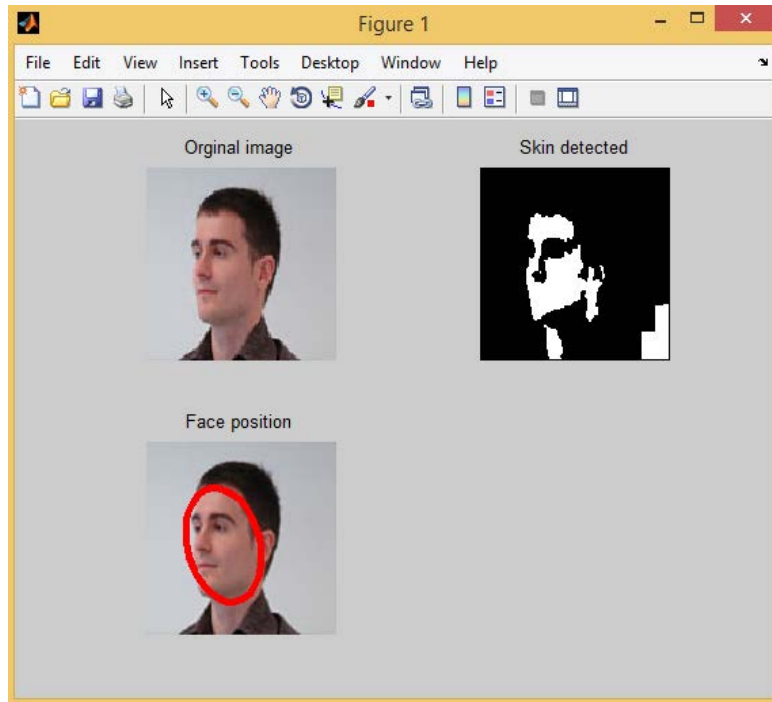 Figure 1
File Edit View Insert Tools Desktop Window Help
Orginal image
Skin detected
Face position